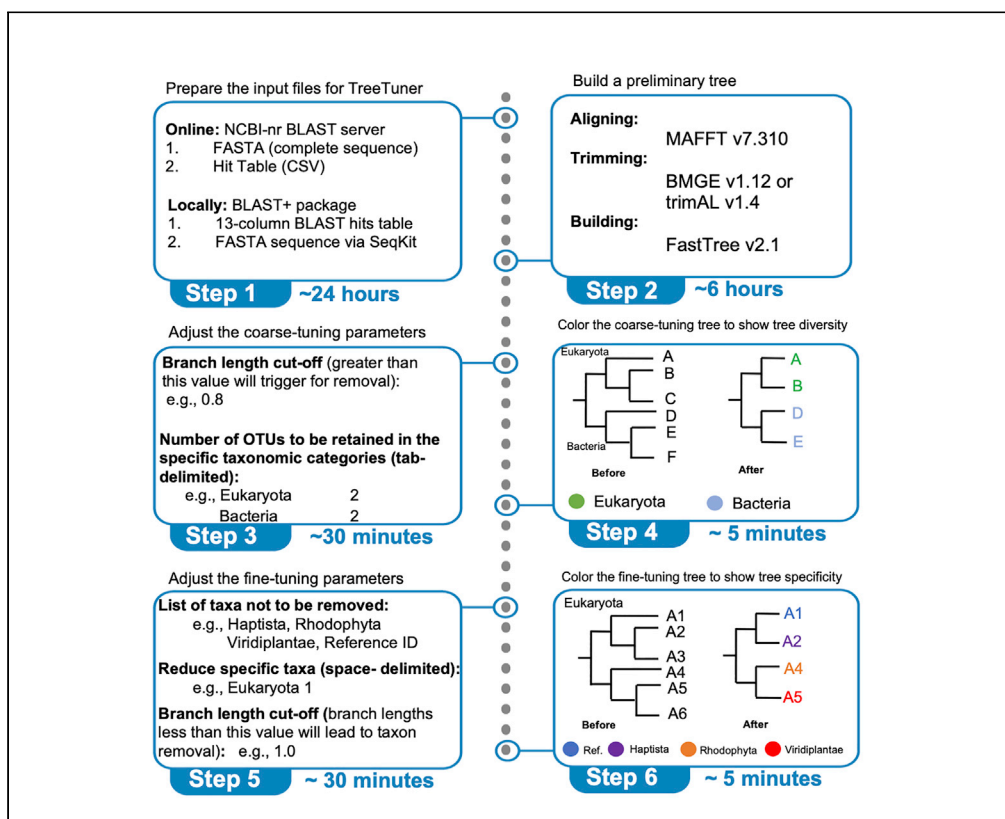 Prepare the input files for TreeTuner
Online: NCBI-nr BLAST server
1. FASTA (complete sequence)
2. Hit Table (CSV)
Locally: BLAST+ package
1. 13-column BLAST hits table
2. FASTA sequence via SeqKit
Step 1 ~24 hours
Build a preliminary tree
Aligning:
MAFFT v7.310
Trimming:
BMGE v1.12 or
trimAL v1.4
Building:
FastTree v2.1
Step 2 ~6 hours
Adjust the coarse-tuning parameters
Branch length cut-off (greater than
this value will trigger for removal):
e.g., 0.8
Number of OTUs to be retained in the
specific taxonomic categories (tab-
delimited):
e.g., Eukaryota 2
Bacteria 2
Step 3 ~30 minutes
Color the coarse-tuning tree to show tree diversity
Eukaryota
A
B
C
D
E
F
Bacteria
Before
A
B
D
E
After
Eukaryota Bacteria
Step 4 ~ 5 minutes
Adjust the fine-tuning parameters
List of taxa not to be removed:
e.g., Haptista, Rhodophyta
Viridiplantae, Reference ID
Reduce specific taxa (space- delimited):
e.g., Eukaryota 1
Branch length cut-off (branch lengths
less than this value will lead to taxon
removal): e.g., 1.0
Step 5 ~ 30 minutes
Color the fine-tuning tree to show tree specificity
Eukaryota
A1
A2
A3
A4
A5
A6
Before
A1
A2
A4
A5
After
Ref. Haptista Rhodophyta Viridiplantae
Step 6 ~ 5 minutes